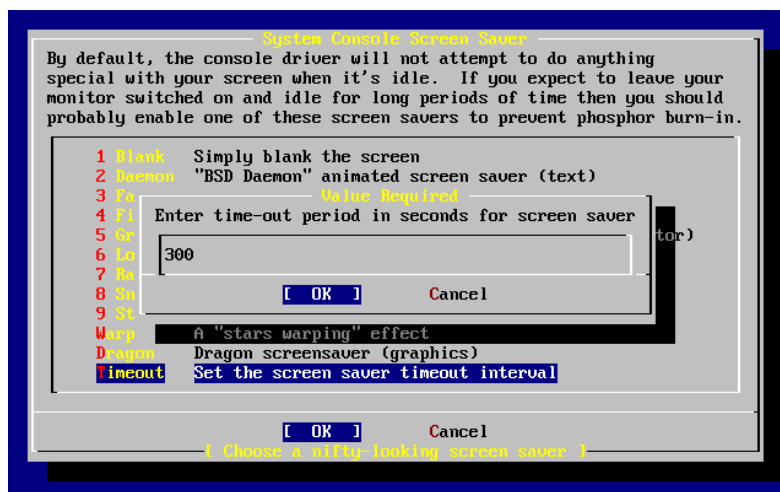 System Console Screen Saver
By default, the console driver will not attempt to do anything
special with your screen when it's idle.  If you expect to leave your
monitor switched on and idle for long periods of time then you should
probably enable one of these screen savers to prevent phosphor burn-in.
1 Blank Simply blank the screen
2 Daemon "BSD Daemon" animated screen saver (text)
3 Fa
Value Required
4 Fi
Enter time-out period in seconds for screen saver
5 Gr
tor)
6 Lo
300
7 Ra
8 Sn
[ OK ] Cancel
9 St
Warp A "stars warping" effect
Dragon Dragon screensaver (graphics)
Timeout Set the screen saver timeout interval
[ OK ] Cancel
[ Choose a nifty-looking screen saver ]